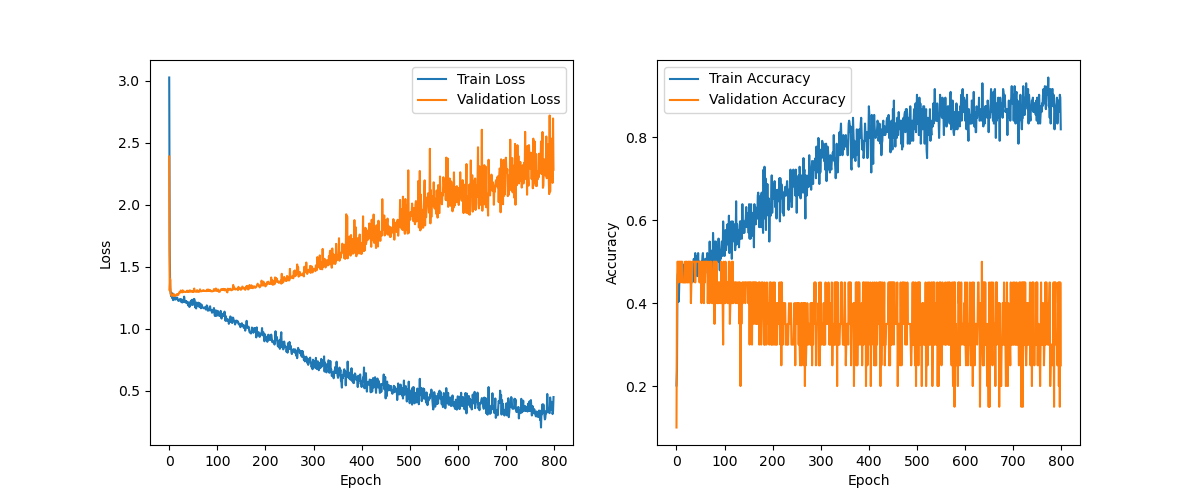 3.0
2.5
2.0
1.5
1.0
0.5
Loss
0 100 200 300 400 500 600 700 800
Epoch
Train Loss
Validation Loss
0.8
0.6
0.4
0.2
Accuracy
0 100 200 300 400 500 600 700 800
Epoch
Train Accuracy
Validation Accuracy